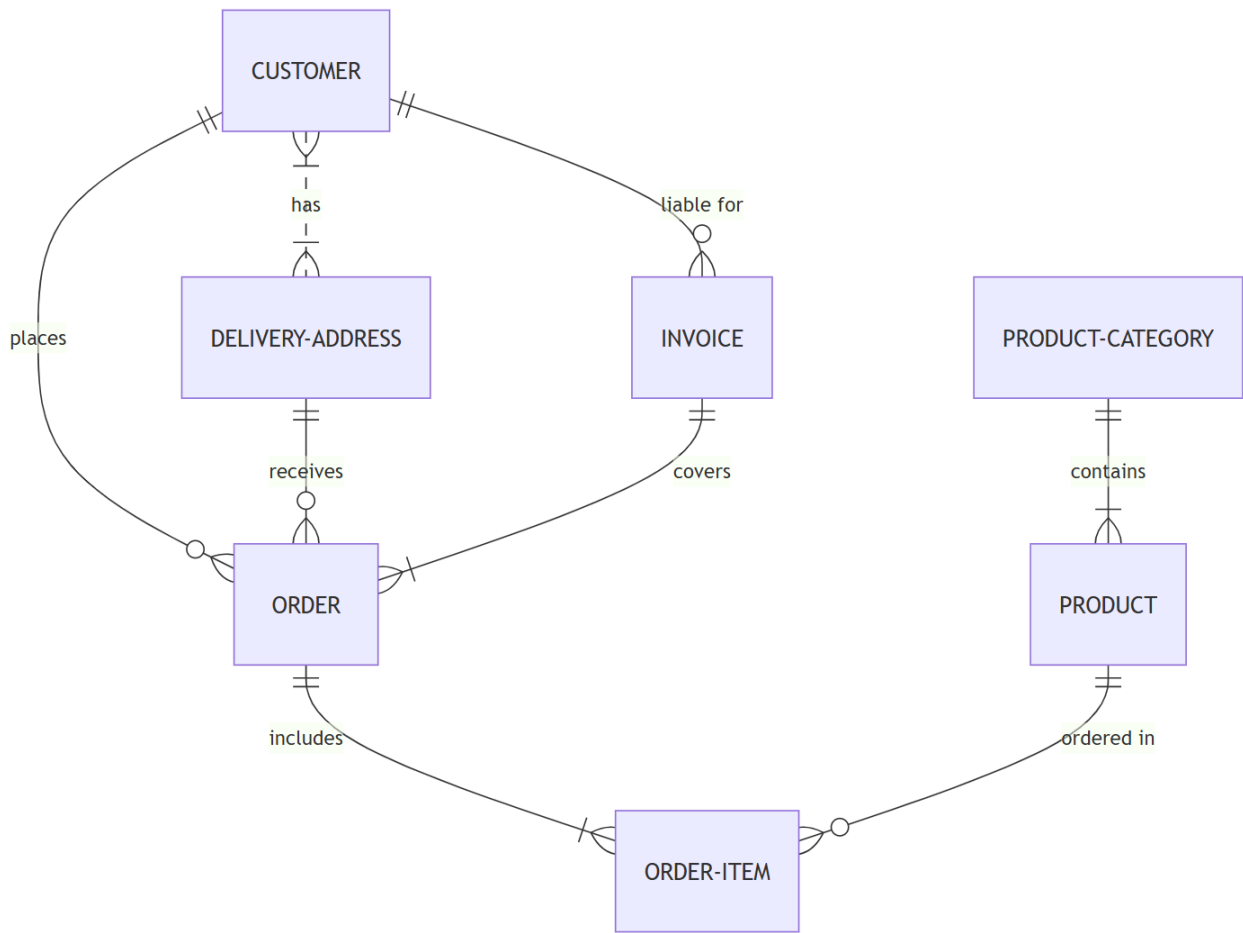 CUSTOMER
has
liable for
places
DELIVERY-ADDRESS
INVOICE
PRODUCT-CATEGORY
receives
covers
contains
ORDER
PRODUCT
includes
ordered in
ORDER-ITEM